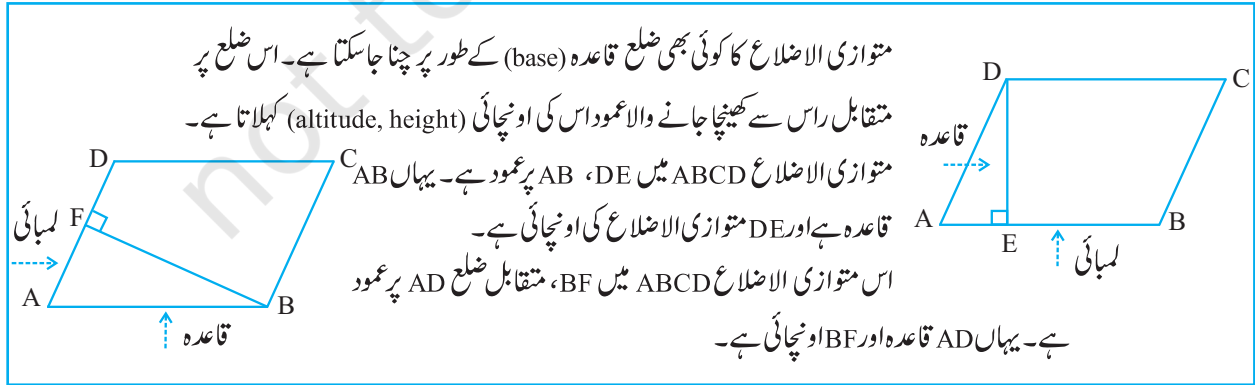 متوازی الاضلاع کا کوئی بھی ضلع قاعدہ (base) کے طور پر چنا جاسکتا ہے۔ اس ضلع پر
متقابل راس سے کھینچا جانے والا عمود اس کی اونچائی (altitude, height) کہلاتا ہے۔
متوازی الاضلاع ABCD میں DE، AB پر عمود ہے۔ یہاں AB
قاعدہ ہے اور DE متوازی الاضلاع کی اونچائی ہے۔
اس متوازی الاضلاع ABCD میں BF، متقابل ضلع AD پر عمود
ہے۔ یہاں AD قاعدہ اور BF اونچائی ہے۔
D
C
قاعدہ
A
E
B
لمبائی
D
C
F
لمبائی
A
B
قاعدہ
not t